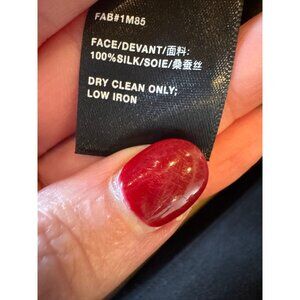 FAB#1M85
FACE/DEVANT/面料:
100%SILK/SOIE/桑蚕丝
DRY CLEAN ONLY;
LOW IRON